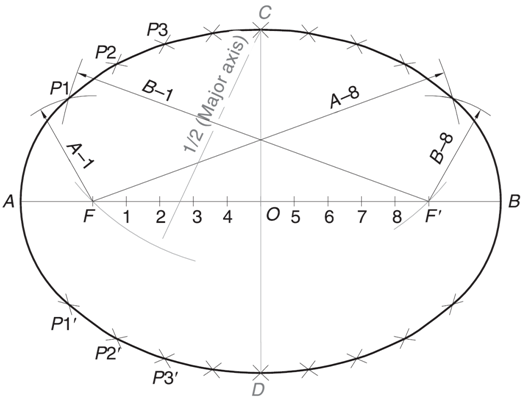 C
P3
P2
P1
B–1
1/2 (Major axis)
A–8
A–1
B–8
A
F
1
2
3
4
O
5
6
7
8
F′
B
P1′
P2′
P3′
D